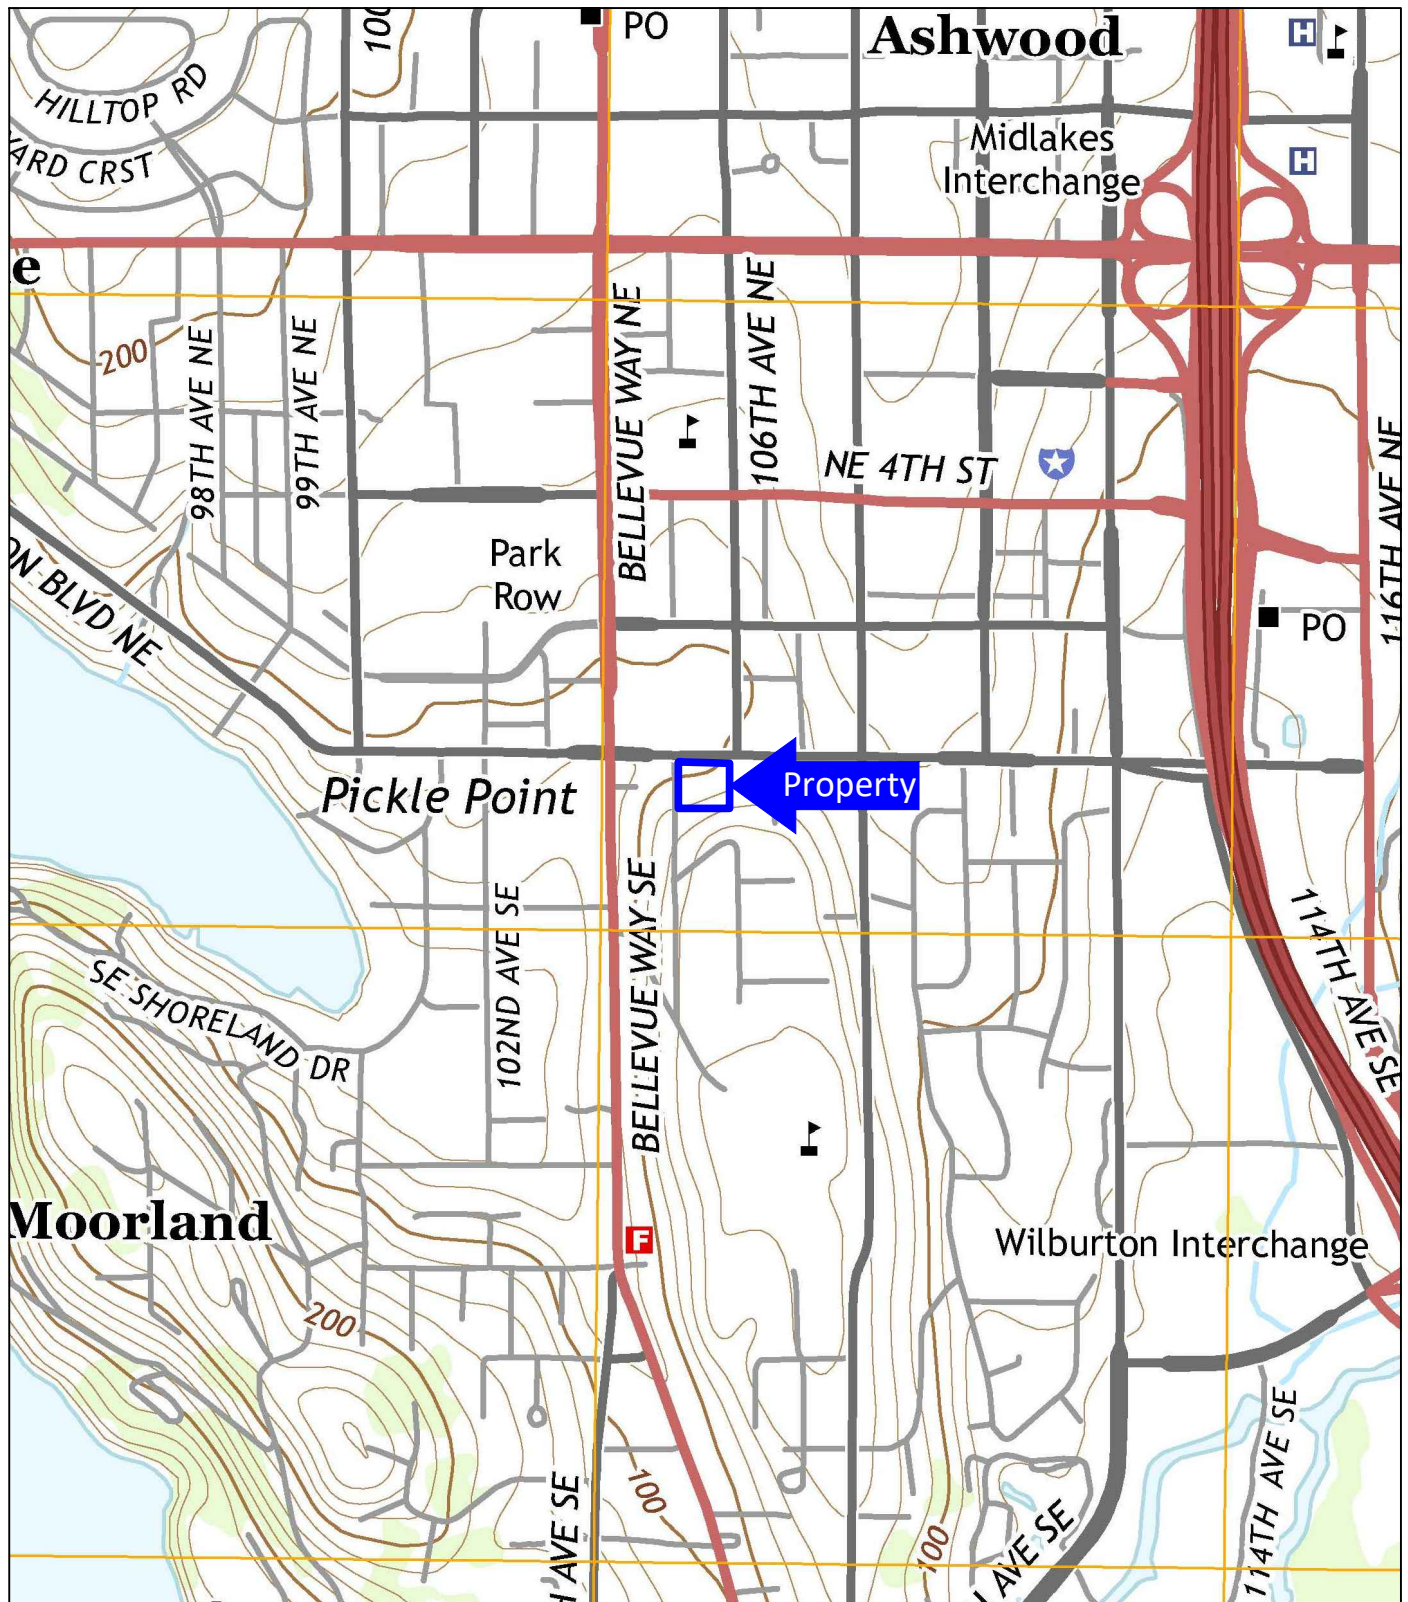 100
PO
Ashwood
H
HILLTOP RD
Midlakes
Interchange
H
YARD CRST
e
200
98TH AVE NE
99TH AVE NE
BELLEVUE WAY NE
106TH AVE NE
NE 4TH ST
116TH AVE NE
Park
Row
ON BLVD NE
PO
Pickle Point
Property
102ND AVE SE
BELLEVUE WAY SE
114TH AVE SE
SE SHORELAND DR
Moorland
F
Wilburton Interchange
200
H AVE SE
100
100
AVE SE
114TH AVE SE